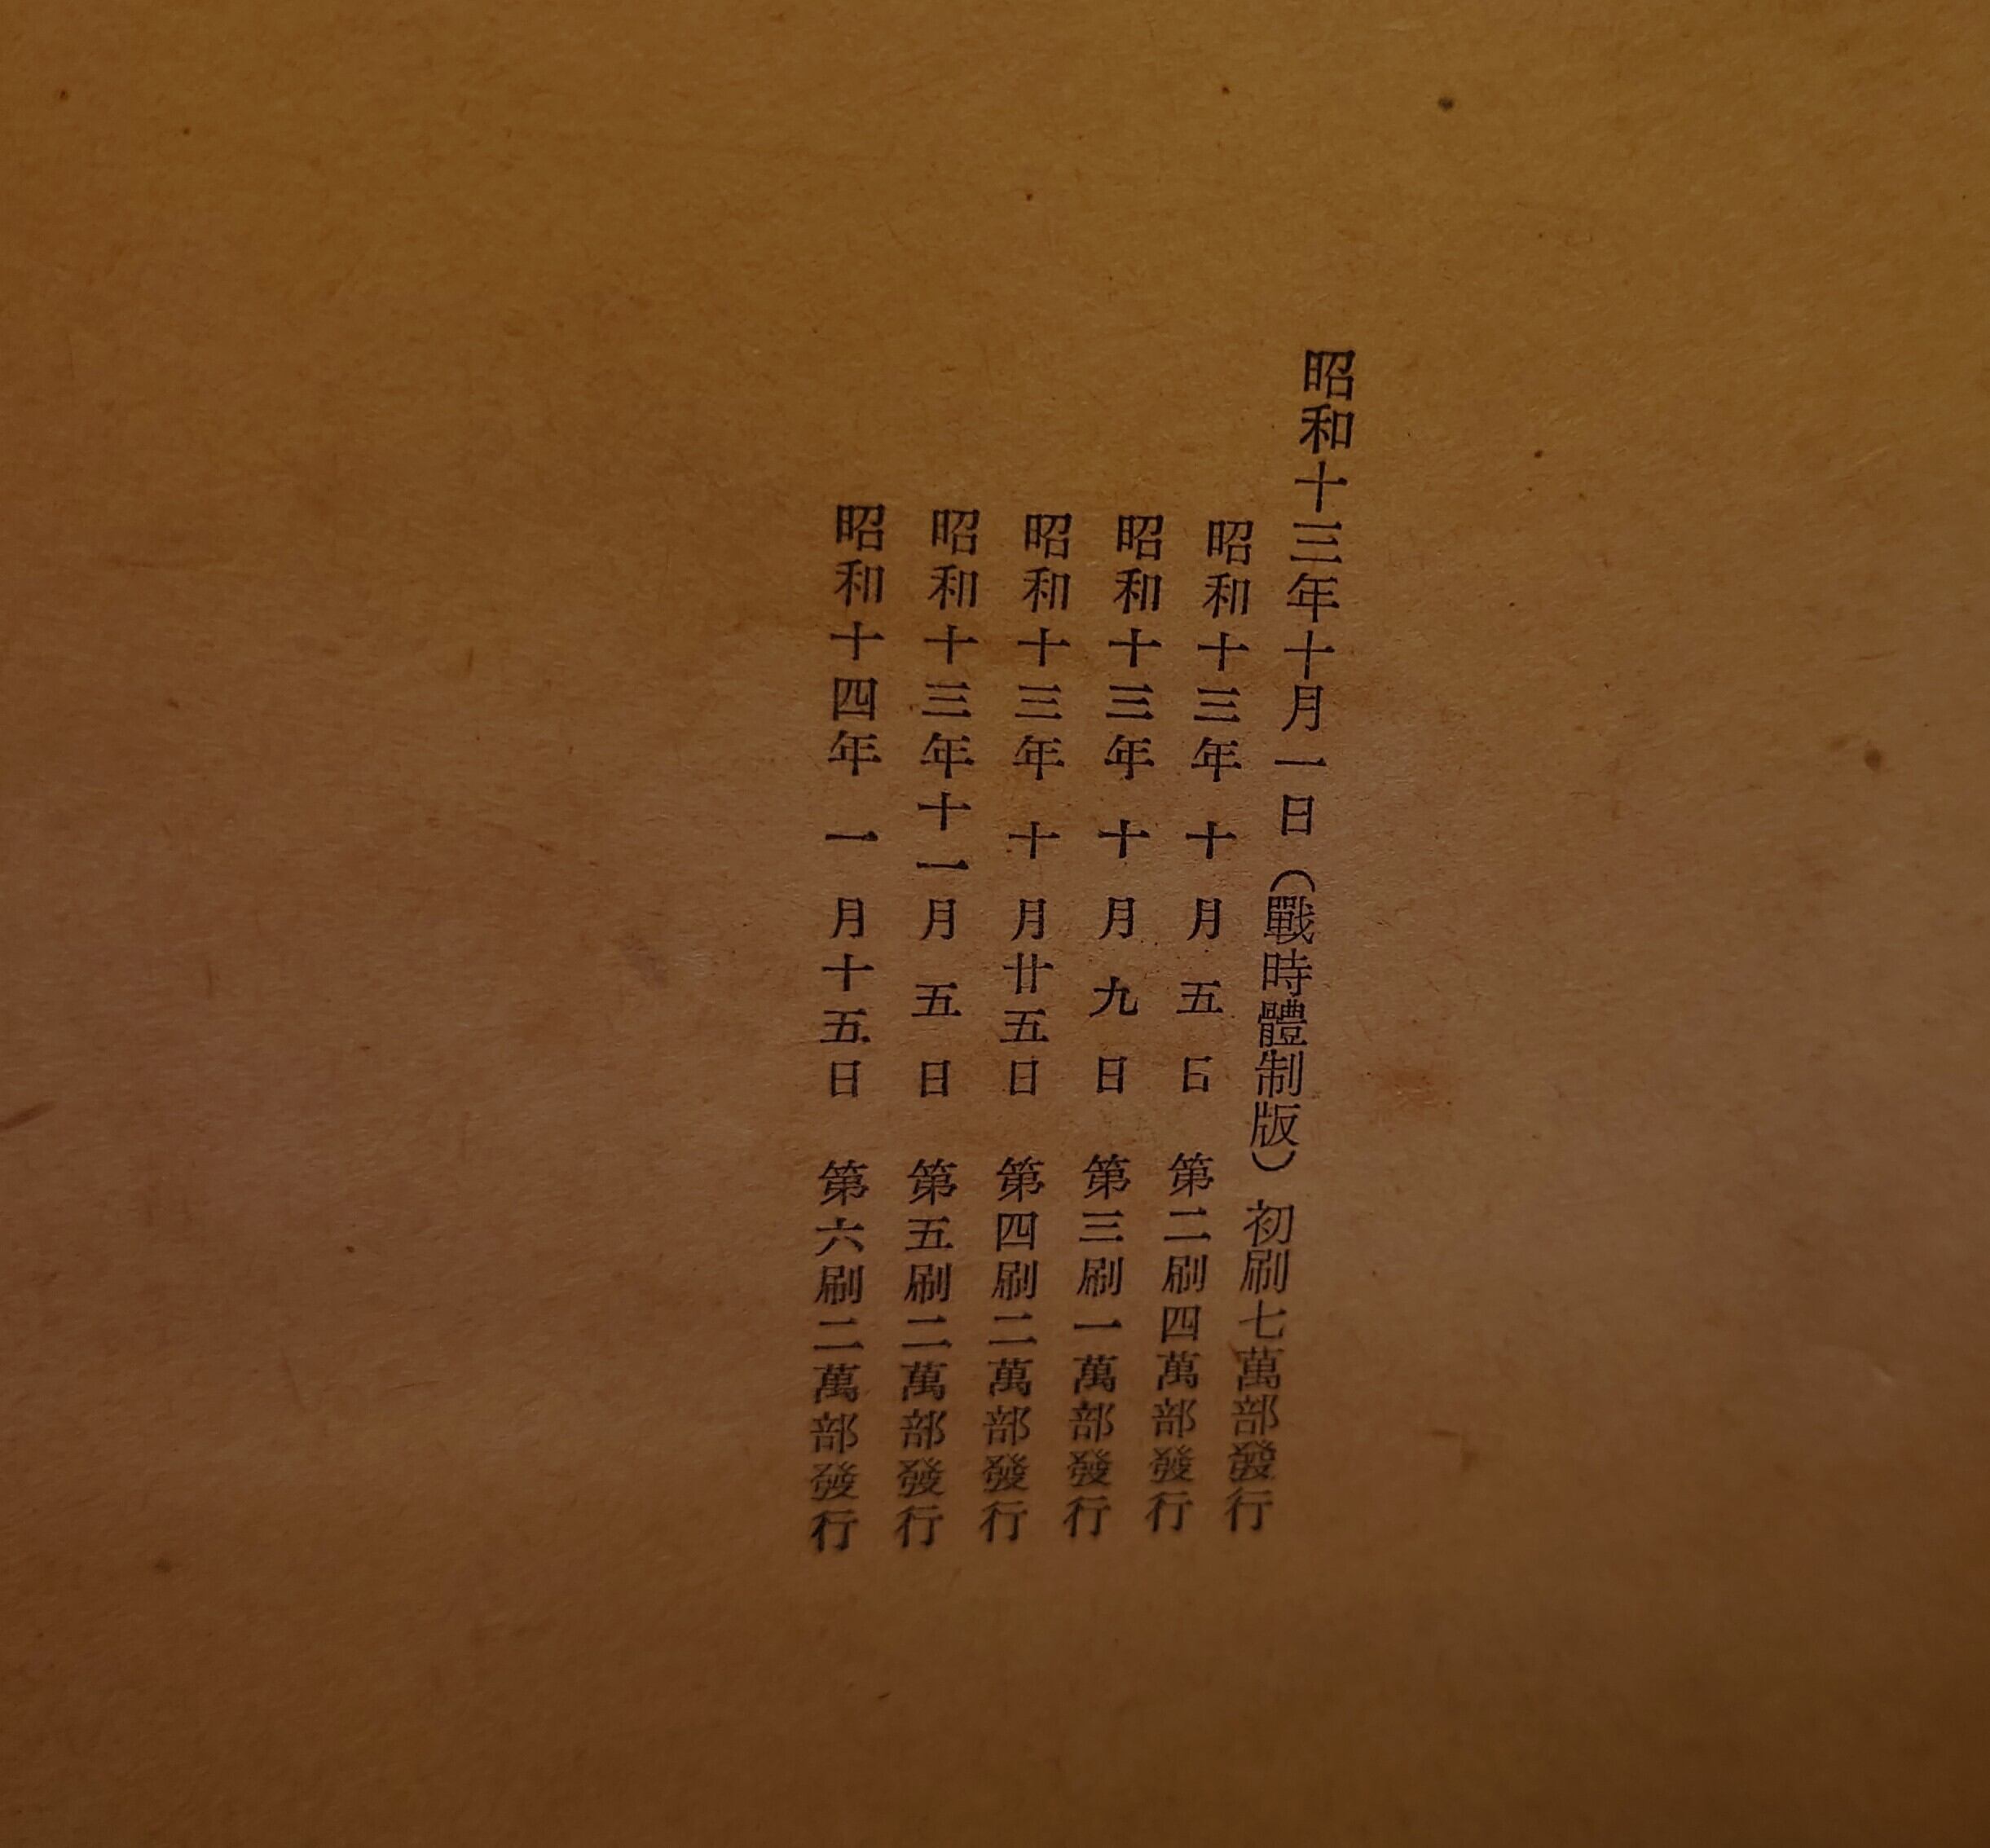 昭和十三年十月一日（戰時體制版）初刷七萬部發行
昭和十三年十月五日 第二刷四萬部發行
昭和十三年十月九日 第三刷一萬部發行
昭和十三年十月廿五日 第四刷二萬部發行
昭和十三年十一月五日 第五刷二萬部發行
昭和十四年一月十五日 第六刷二萬部發行